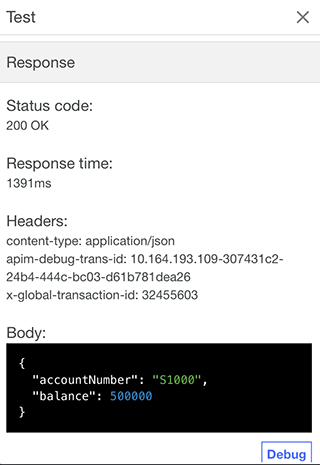 Test
Response
Status code:
200 OK
Response time:
1391ms
Headers:
content-type: application/json
apim-debug-trans-id: 10.164.193.109-307431c2-
24b4-444c-bc03-d61b781dea26
x-global-transaction-id: 32455603
Body:
{
  "accountNumber": "S1000",
  "balance": 500000
}
Debug